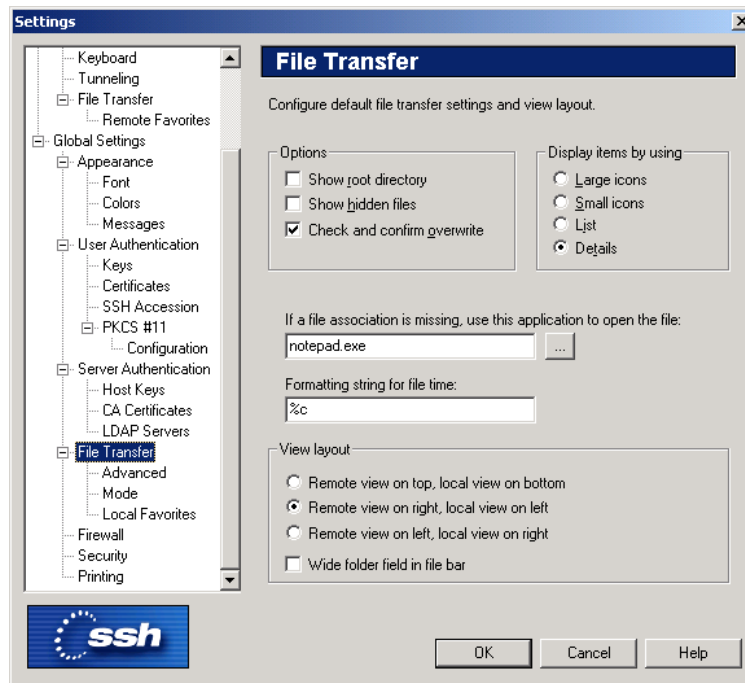 Settings
Keyboard
Tunneling
File Transfer
Remote Favorites
Global Settings
Appearance
Font
Colors
Messages
User Authentication
Keys
Certificates
SSH Accession
PKCS #11
Configuration
Server Authentication
Host Keys
CA Certificates
LDAP Servers
File Transfer
Advanced
Mode
Local Favorites
Firewall
Security
Printing
ssh
File Transfer
Configure default file transfer settings and view layout.
Options
Show root directory
Show hidden files
Check and confirm overwrite
Display items by using
Large icons
Small icons
List
Details
If a file association is missing, use this application to open the file:
notepad.exe
...
Formatting string for file time:
%c
View layout
Remote view on top, local view on bottom
Remote view on right, local view on left
Remote view on left, local view on right
Wide folder field in file bar
OK
Cancel
Help